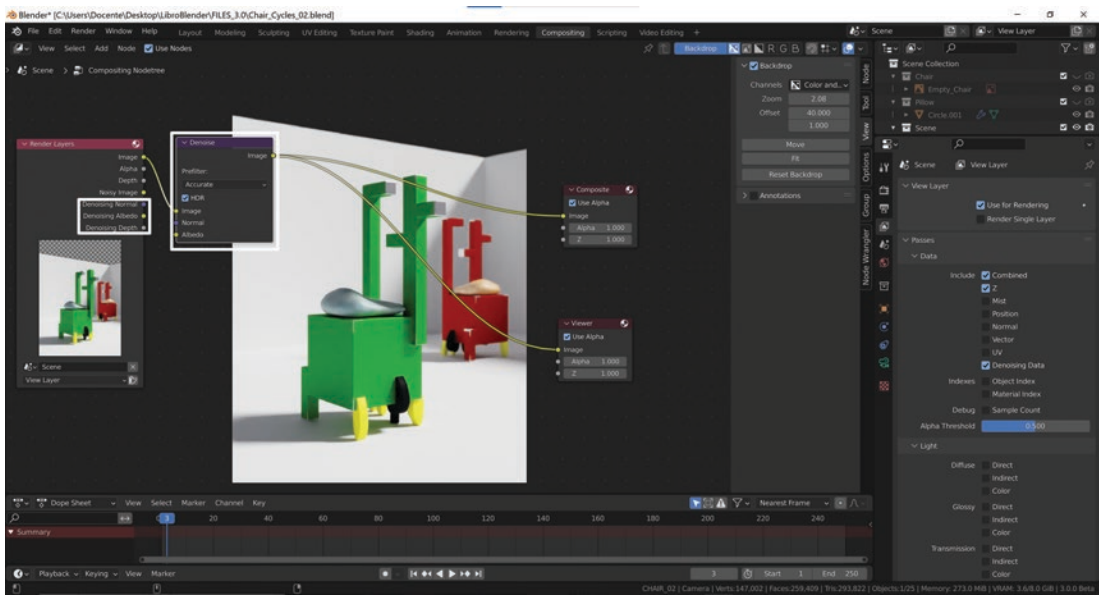 Blender* [C:\Users\Docente\Desktop\LibroBlender\FILES_3.0\Chair_Cycles_02.blend]
File Edit Render Window Help Layout Modeling Sculpting UV Editing Texture Paint Shading Animation Rendering Compositing Scripting Video Editing + Scene View Layer
View Select Add Node Use Nodes Backdrop R G B
Scene > Compositing Nodetree
Render Layers
Image
Alpha
Depth
Noisy Image
Denoising Normal
Denoising Albedo
Denoising Depth
Scene
View Layer
Denoise
Image
Prefilter:
Accurate
HDR
Image
Normal
Albedo
Composite
Use Alpha
Image
Alpha 1.000
Z 1.000
Viewer
Use Alpha
Image
Alpha 1.000
Z 1.000
Backdrop
Channels Color and..
Zoom 2.08
Offset 40.000
1.000
Move
Fit
Reset Backdrop
Annotations
Node
Tool
View
Options
Group
Node Wrangler
Scene Collection
Chair
Empty_Chair
Pillow
Circle.001
Scene
Scene View Layer
View Layer
Use for Rendering
Render Single Layer
Passes
Data
Include Combined
Z
Mist
Position
Normal
Vector
UV
Denoising Data
Indexes Object Index
Material Index
Debug Sample Count
Alpha Threshold 0.500
Light
Diffuse Direct
Indirect
Color
Glossy Direct
Indirect
Color
Transmission Direct
Indirect
Color
Dope Sheet View Select Marker Channel Key Nearest Frame
3 20 40 60 80 100 120 140 160 180 200 220 240
Summary
Playback Keying View Marker 3 Start 1 End 250
CHAIR_02 | Camera | Verts:147,002 | Faces:259,409 | Tris:293,822 | Objects:1/25 | Memory: 273.0 MiB | VRAM: 3.6/8.0 GiB | 3.0.0 Beta